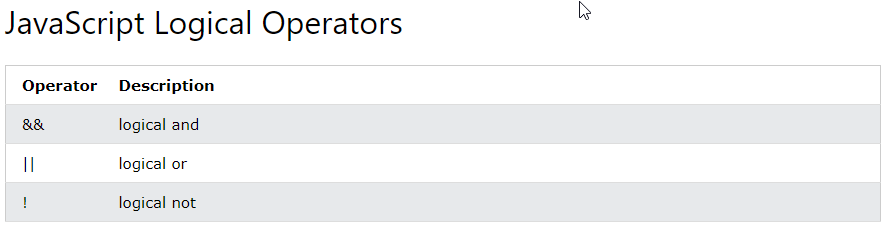 JavaScript Logical Operators
Operator Description
&& logical and
|| logical or
! logical not